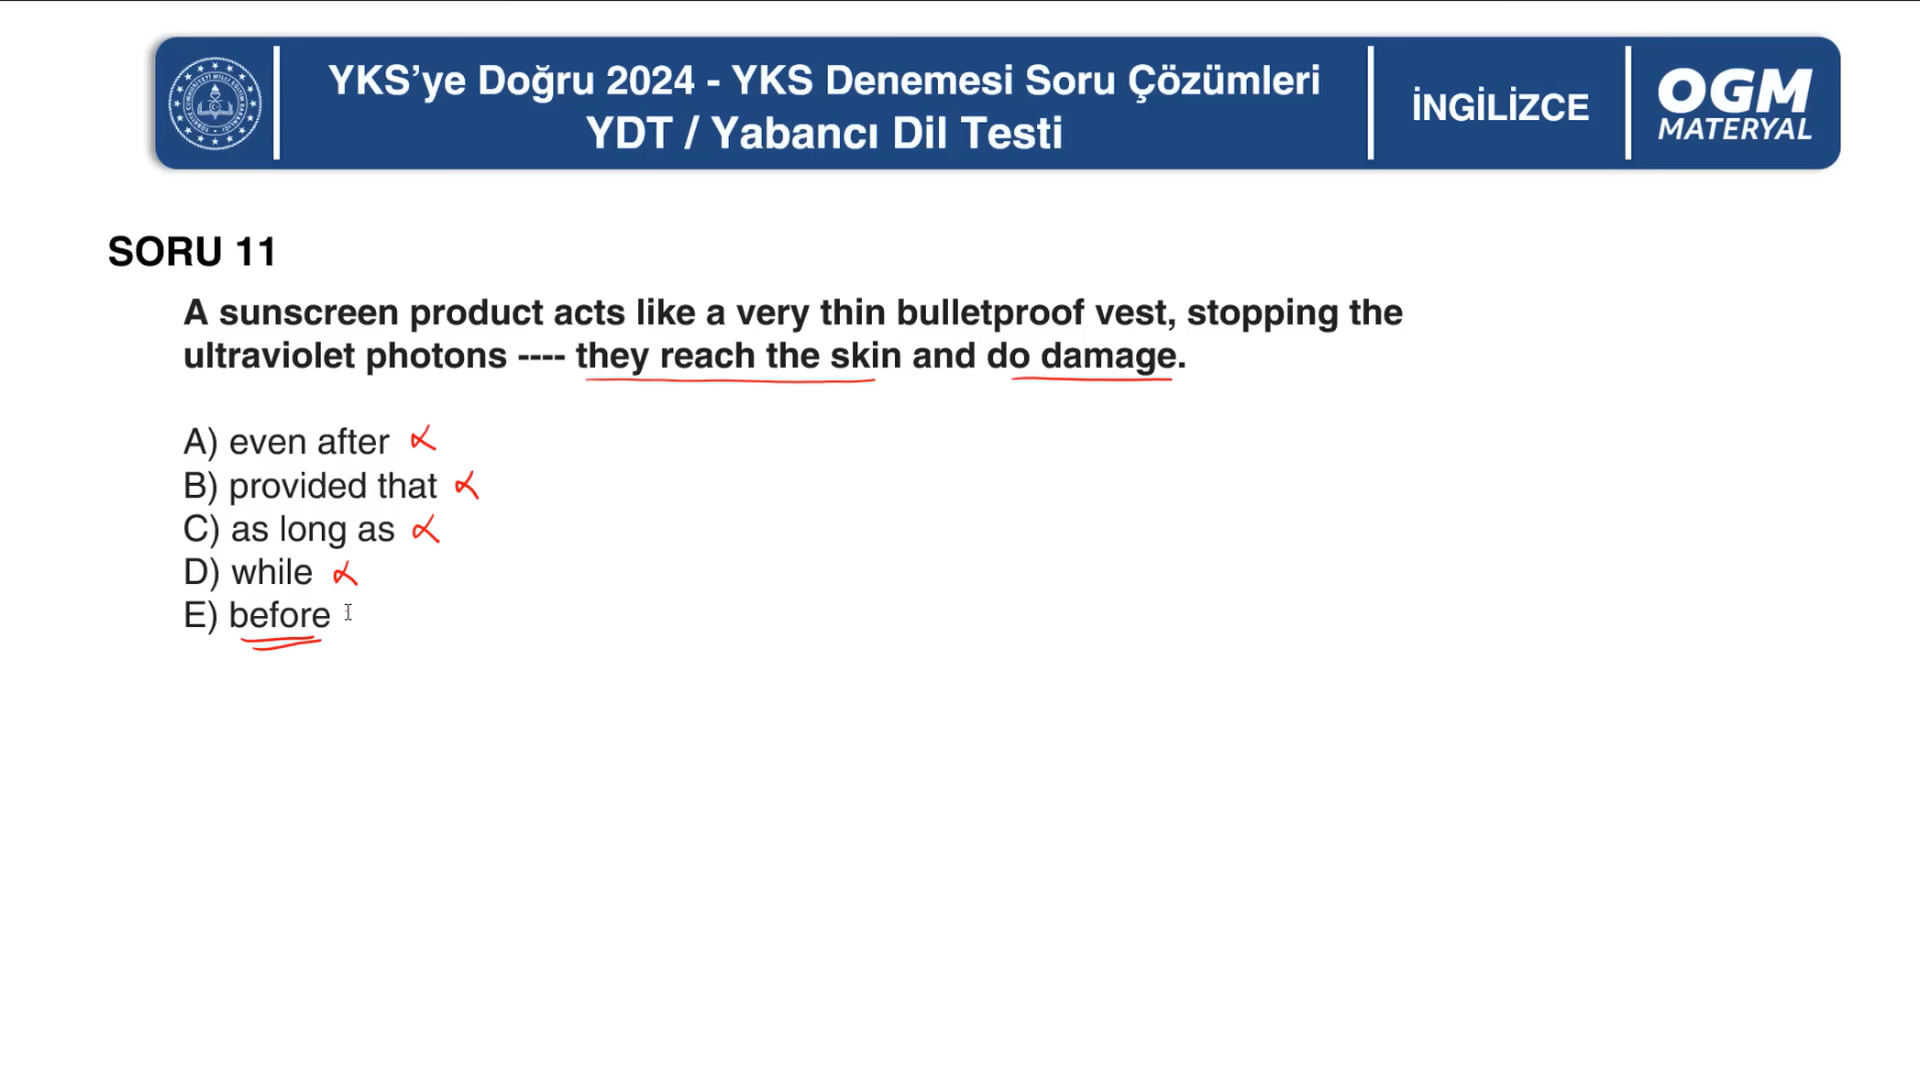 YKS'ye Doğru 2024 - YKS Denemesi Soru Çözümleri
YDT / Yabancı Dil Testi
İNGİLİZCE
OGM
MATERYAL
SORU 11
A sunscreen product acts like a very thin bulletproof vest, stopping the
ultraviolet photons ---- they reach the skin and do damage.
A) even after
B) provided that
C) as long as
D) while
E) before